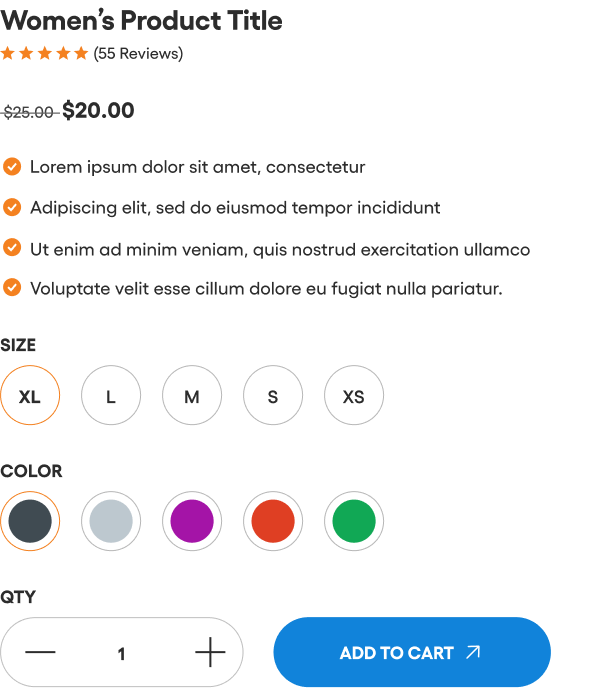 Women’s Product Title
(55 Reviews)
$25.00 $20.00
Lorem ipsum dolor sit amet, consectetur
Adipiscing elit, sed do eiusmod tempor incididunt
Ut enim ad minim veniam, quis nostrud exercitation ullamco
Voluptate velit esse cillum dolore eu fugiat nulla pariatur.
SIZE
XL L M S XS
COLOR
QTY
1 ADD TO CART